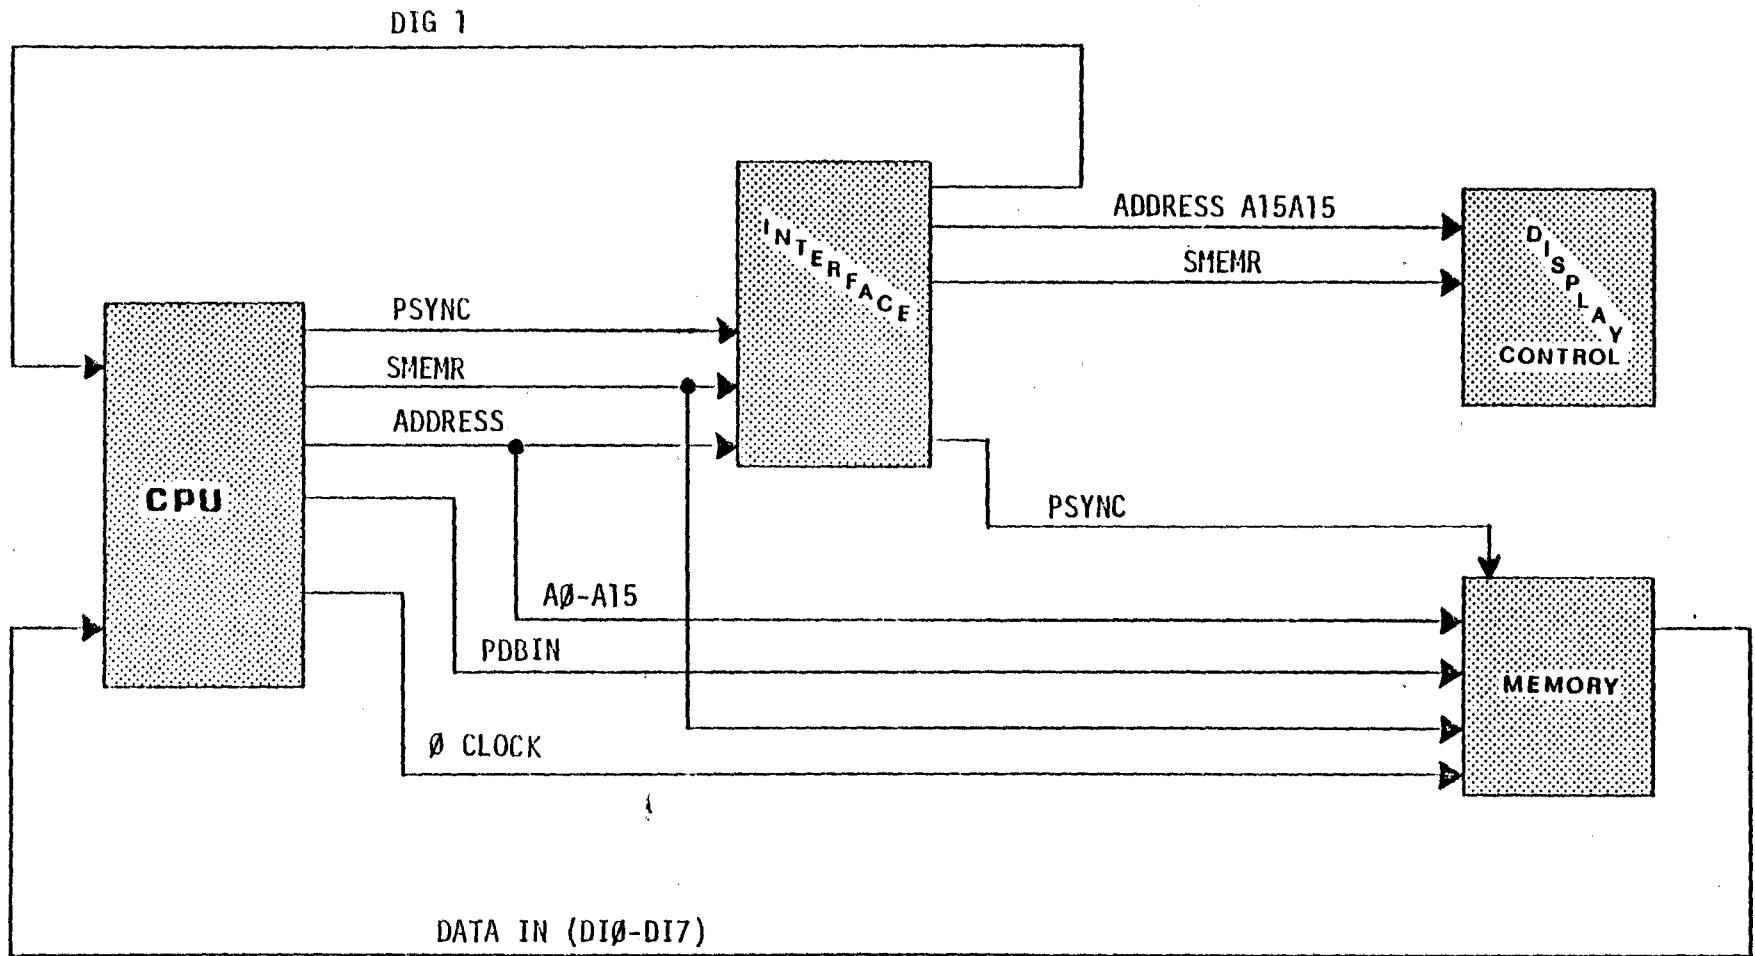 DIG 1
INTERFACE
ADDRESS A15A15
SMEMR
DISPLAY
CONTROL
PSYNC
SMEMR
ADDRESS
CPU
PSYNC
AØ-A15
PDBIN
MEMORY
Ø CLOCK
DATA IN (DIØ-DI7)